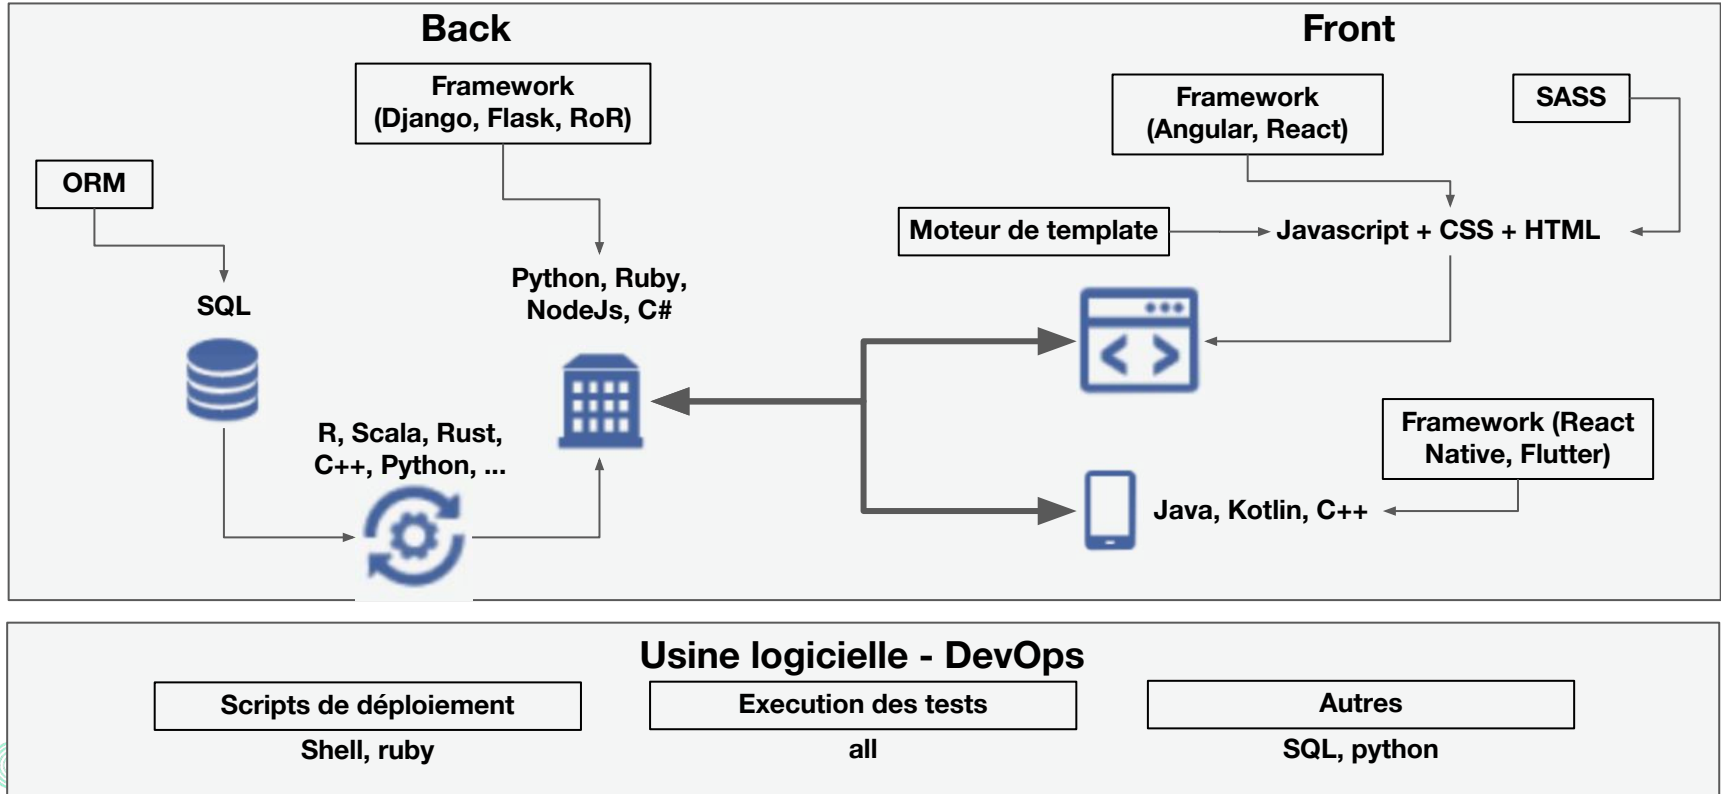 Back
Framework
(Django, Flask, RoR)
ORM
SQL
Python, Ruby,
NodeJs, C#
R, Scala, Rust,
C++, Python, ...
Front
Framework
(Angular, React)
SASS
Moteur de template
Javascript + CSS + HTML
Framework (React
Native, Flutter)
Java, Kotlin, C++
Usine logicielle - DevOps
Scripts de déploiement
Shell, ruby
Execution des tests
all
Autres
SQL, python